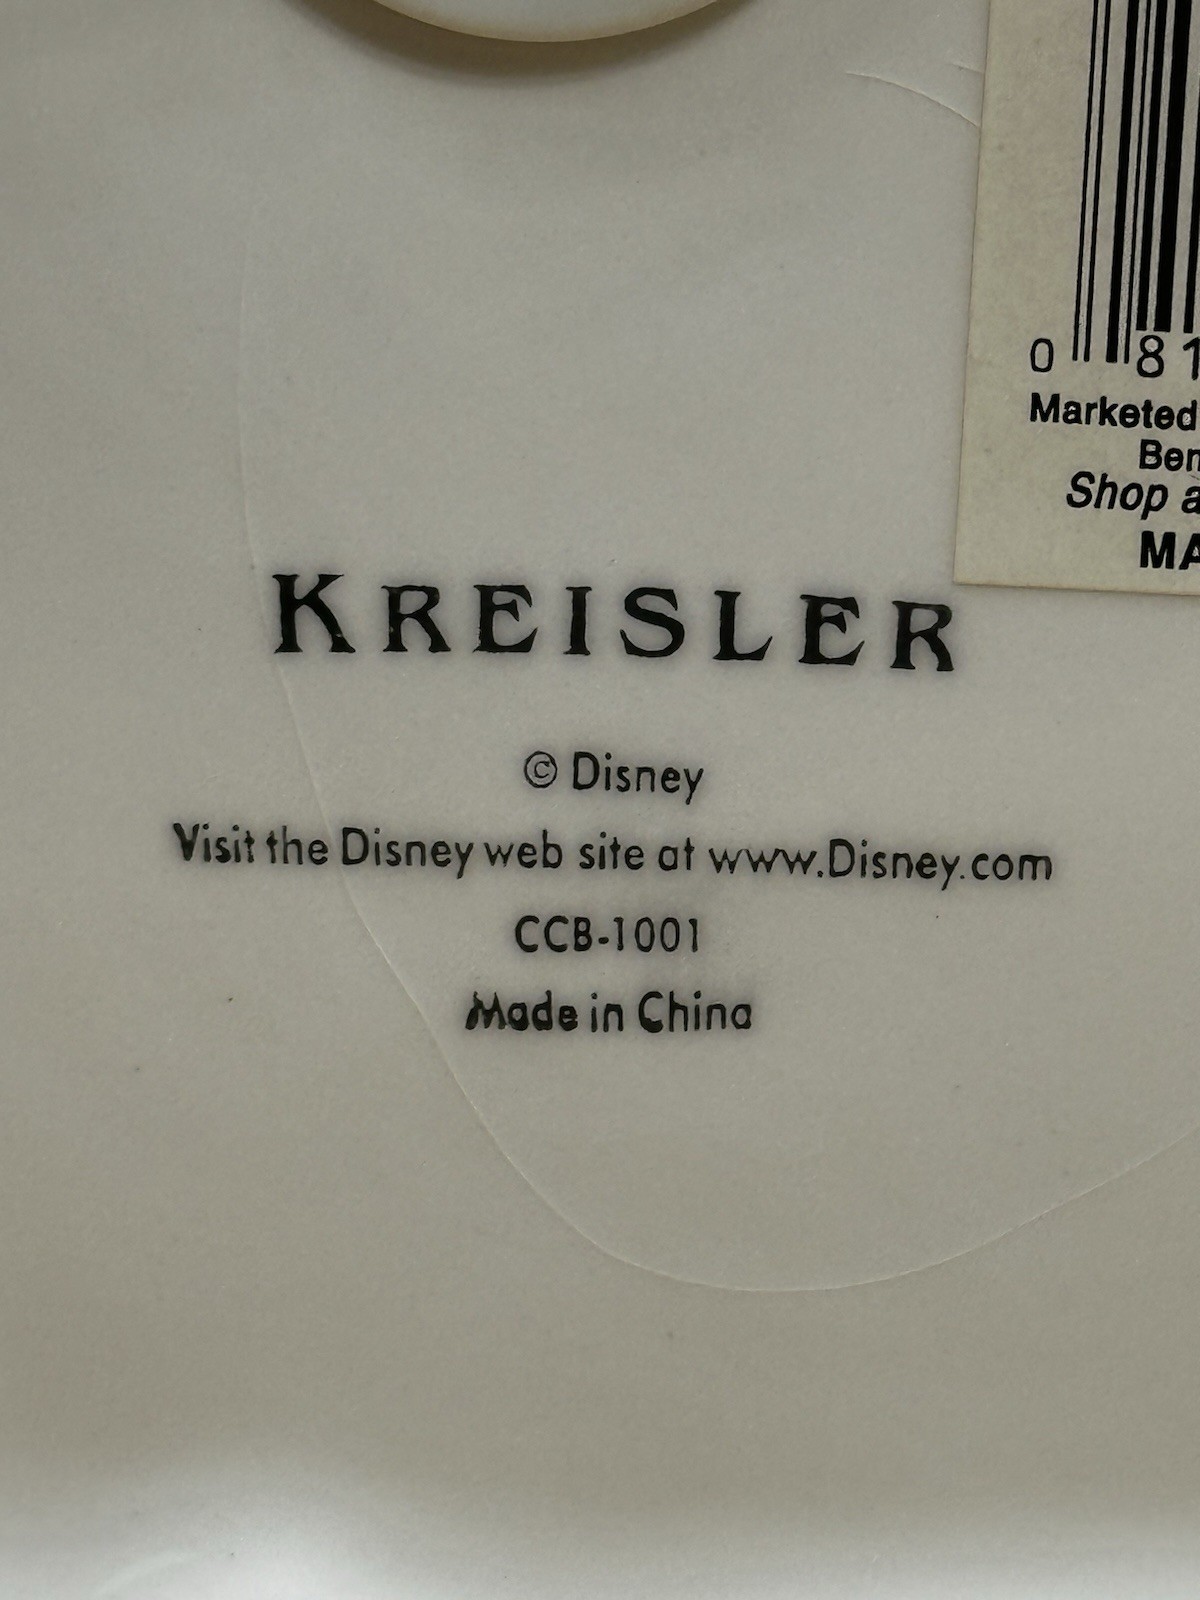 0 81
Marketed
Shop
KREISLER
© Disney
Visit the Disney web site at www.Disney.com
CCB-1001
Made in China